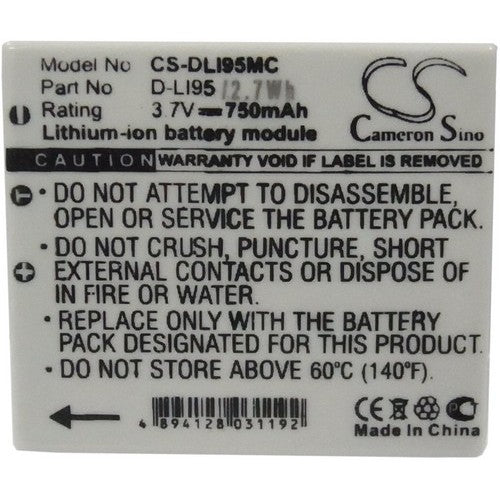 Model No CS-DLI95MC
Part No D-LI95 /2.7Wh
Rating 3.7V 750mAh
Lithium-ion battery module
CS
Cameron Sino
CAUTION WARRANTY VOID IF LABEL IS REMOVED
• DO NOT ATTEMPT TO DISASSEMBLE,
OPEN OR SERVICE THE BATTERY PACK.
• DO NOT CRUSH, PUNCTURE, SHORT
EXTERNAL CONTACTS OR DISPOSE
IN FIRE OR WATER.
• REPLACE ONLY WITH THE BATTERY
DESIGNATED FOR THIS PRODUCT.
• DO NOT STORE ABOVE 60°C (140°F)
4 894128 031192
CE
Made In China